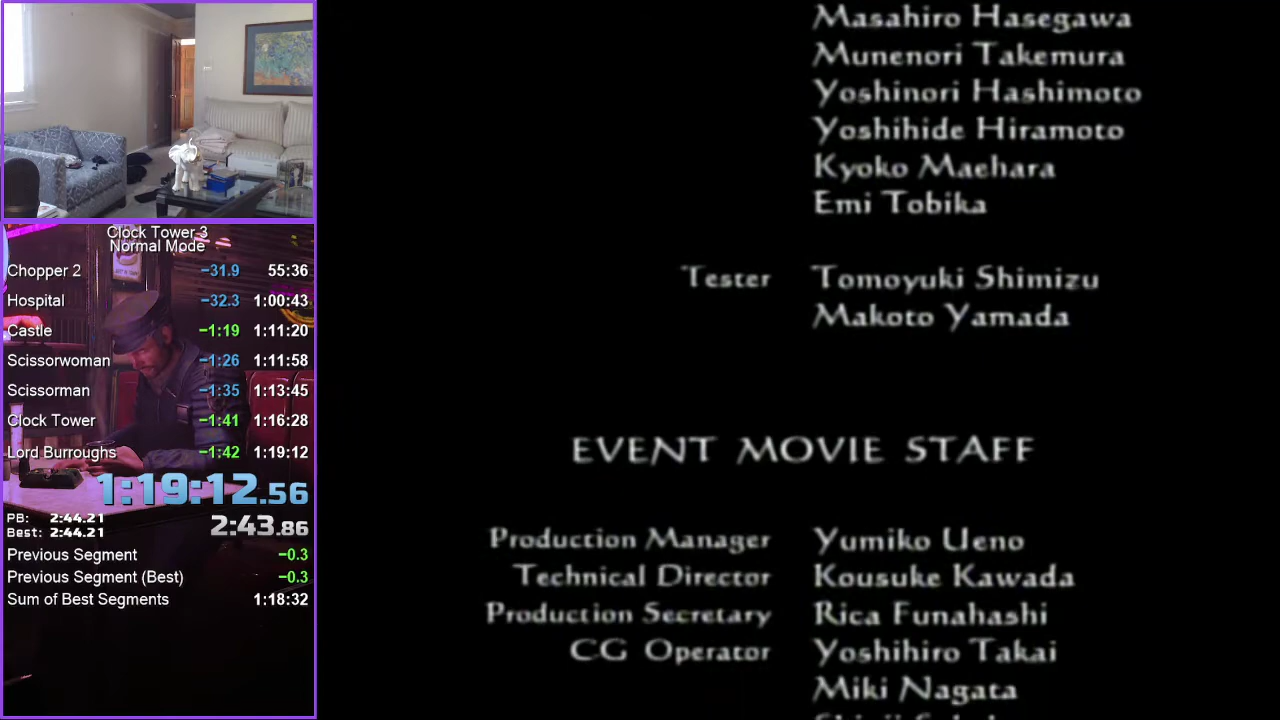 Clock Tower 3
Normal Mode
Chopper 2 −31.9 55:36
Hospital −32.3 1:00:43
Castle −1:19 1:11:20
Scissorwoman −1:26 1:11:58
Scissorman −1:35 1:13:45
Clock Tower −1:41 1:16:28
Lord Burroughs −1:42 1:19:12
1:19:12.56
PB: 2:44.21
Best: 2:44.21
2:43.86
Previous Segment −0.3
Previous Segment (Best) −0.3
Sum of Best Segments 1:18:32
Masahiro Hasegawa
Munenori Takemura
Yoshinori Hashimoto
Yoshihide Hiramoto
Kyoko Maehara
Emi Tobika
Tester Tomoyuki Shimizu
Makoto Yamada
EVENT MOVIE STAFF
Production Manager Yumiko Ueno
Technical Director Kousuke Kawada
Production Secretary Rica Funahashi
CG Operator Yoshihiro Takai
Miki Nagata